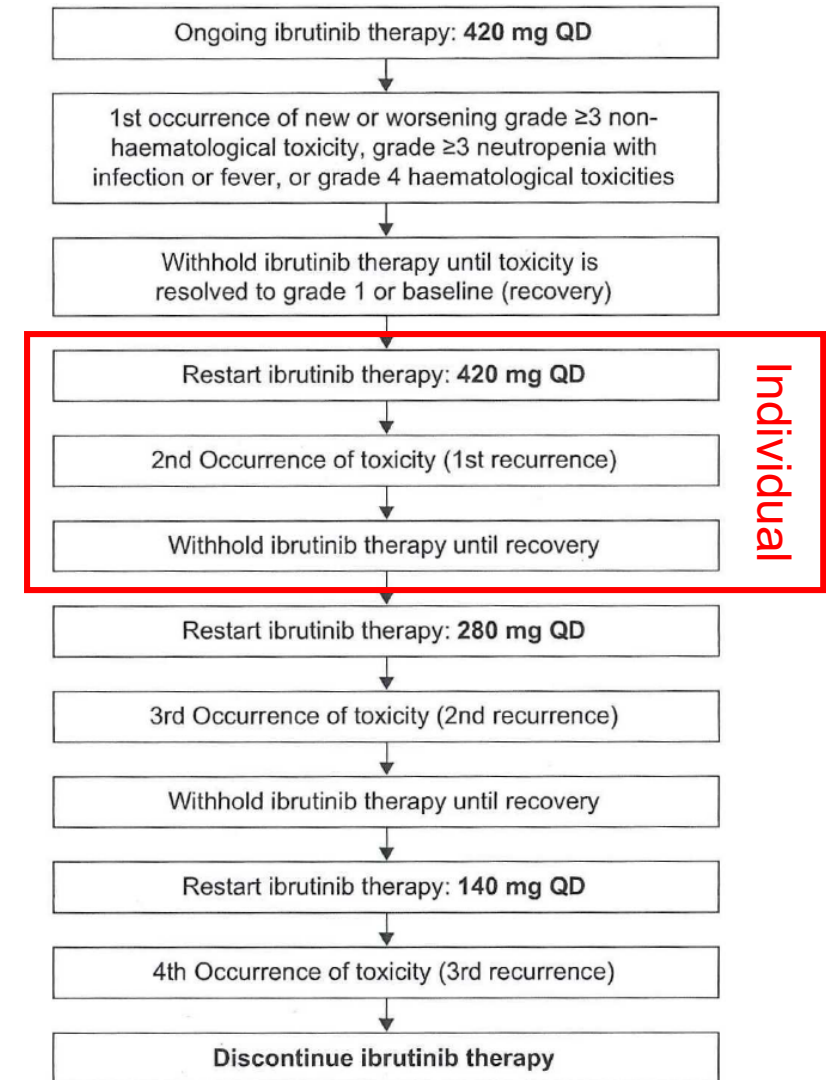 Ongoing ibrutinib therapy: 420 mg QD
1st occurrence of new or worsening grade ≥3 non-
haematological toxicity, grade ≥3 neutropenia with
infection or fever, or grade 4 haematological toxicities
Withhold ibrutinib therapy until toxicity is
resolved to grade 1 or baseline (recovery)
Restart ibrutinib therapy: 420 mg QD
2nd Occurrence of toxicity (1st recurrence)
Withhold ibrutinib therapy until recovery
Individual
Restart ibrutinib therapy: 280 mg QD
3rd Occurrence of toxicity (2nd recurrence)
Withhold ibrutinib therapy until recovery
Restart ibrutinib therapy: 140 mg QD
4th Occurrence of toxicity (3rd recurrence)
Discontinue ibrutinib therapy